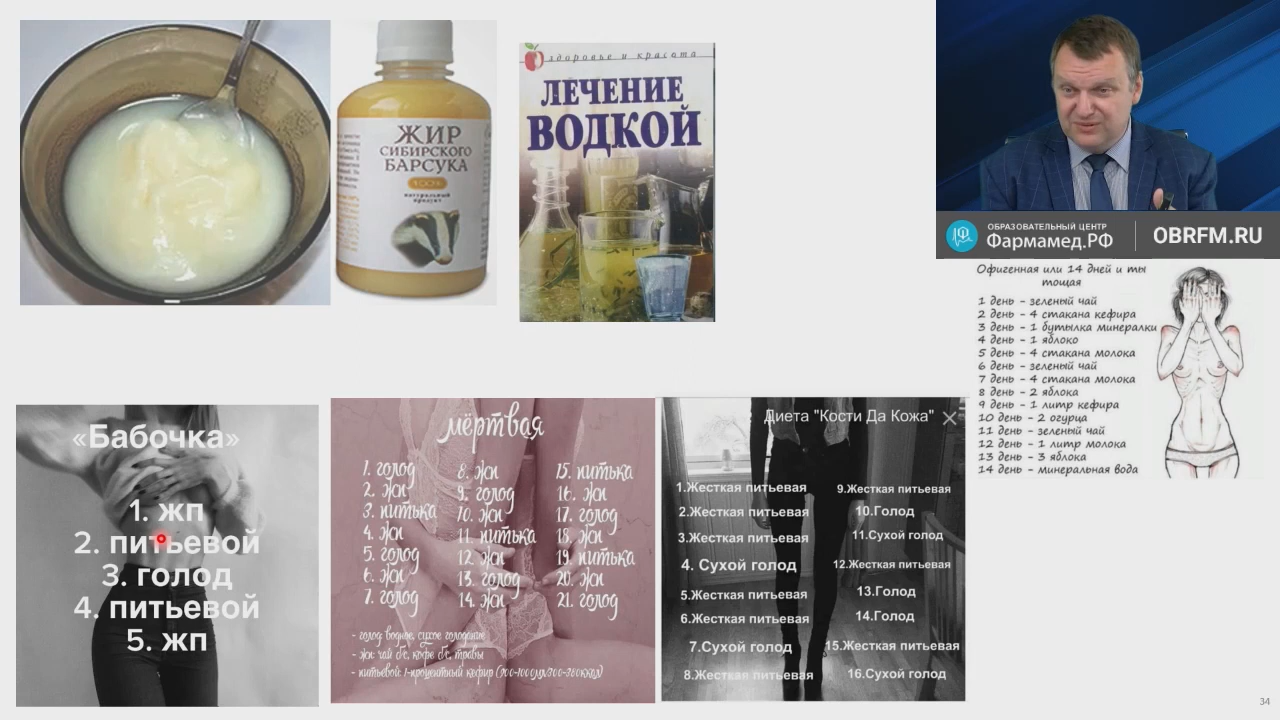 ЖИР
СИБИРСКОГО
БАРСУКА
100%
натуральный
продукт
здоровье и красота
ЛЕЧЕНИЕ
ВОДКОЙ
ОБРАЗОВАТЕЛЬНЫЙ ЦЕНТР
Фармамед.РФ
OBRFM.RU
Офигенная или 14 дней и ты
тощая
1 день - зеленый чай
2 день - 4 стакана кефира
3 день - 1 бутылка минералки
4 день - 1 яблоко
5 день - 4 стакана молока
6 день - зеленый чай
7 день - 4 стакана молока
8 день - 2 яблока
9 день - 1 литр кефира
10 день - 2 огурца
11 день - зеленый чай
12 день - 1 литр молока
13 день - 3 яблока
14 день - минеральная вода
«Бабочка»
1. жп
2. питьевой
3. голод
4. питьевой
5. жп
мёртвая
1. голод
2. жп
3. питька
4. жп
5. голод
6. жп
7. голод
8. жп
9. голод
10. жп
11. питька
12. жп
13. голод
14. жп
15. питька
16. жп
17. голод
18. жп
19. питька
20. жп
21. голод
- голод: водное, сухое голодание
- жп: чай бс, кофе бс, травы
Диета "Кости Да Кожа"
1.Жесткая питьевая
2.Жесткая питьевая
3.Жесткая питьевая
4. Сухой голод
5.Жесткая питьевая
6.Жесткая питьевая
7.Сухой голод
8.Жесткая питьевая
9.Жесткая питьевая
10.Голод
11.Сухой голод
12.Жесткая питьевая
13.Голод
14.Голод
15.Жесткая питьевая
16.Сухой голод
34